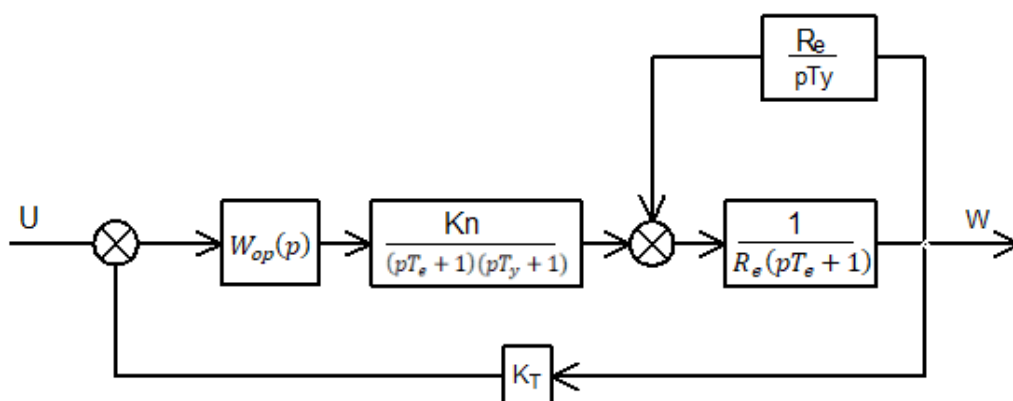 Re
pTy
U
W_op(p)
Kn
(pT_e + 1)(pT_y + 1)
1
R_e(pT_e + 1)
W
K_T